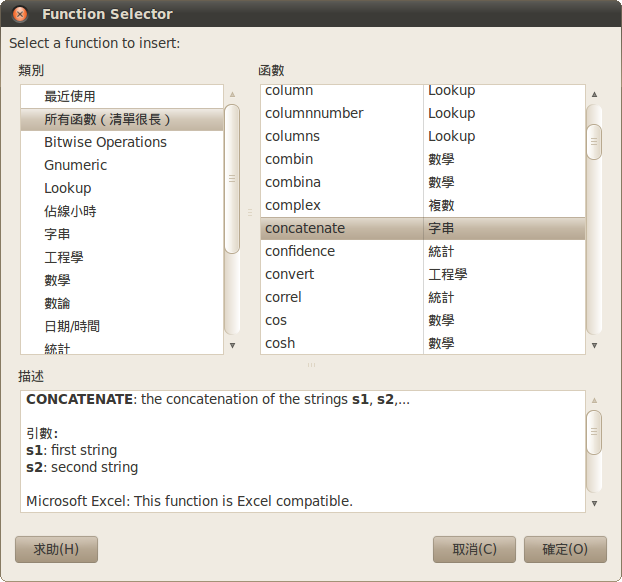 Function Selector
Select a function to insert:
類別
最近使用
所有函數 ( 清單很長 )
Bitwise Operations
Gnumeric
Lookup
佔線小時
字串
工程學
數學
數論
日期/時間
統計
函數
column Lookup
columnnumber Lookup
columns Lookup
combin 數學
combina 數學
complex 複數
concatenate 字串
confidence 統計
convert 工程學
correl 統計
cos 數學
cosh 數學
描述
CONCATENATE: the concatenation of the strings s1, s2,...
引數:
s1: first string
s2: second string
Microsoft Excel: This function is Excel compatible.
求助(H)
取消(C)
確定(O)